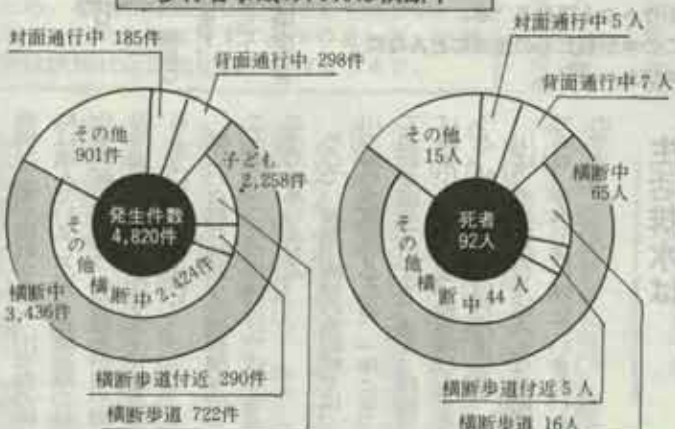 対面通行中 185件
背面通行中 298件
その他
901件
子ども
2,258件
発生件数
4,820件
その他横断中 2,424件
横断中
3,436件
横断歩道付近 290件
横断歩道 722件
対面通行中 5人
背面通行中 7人
その他
15人
横断中
65人
死者
92人
その他横断中 44人
横断歩道付近 5人
横断歩道 16人